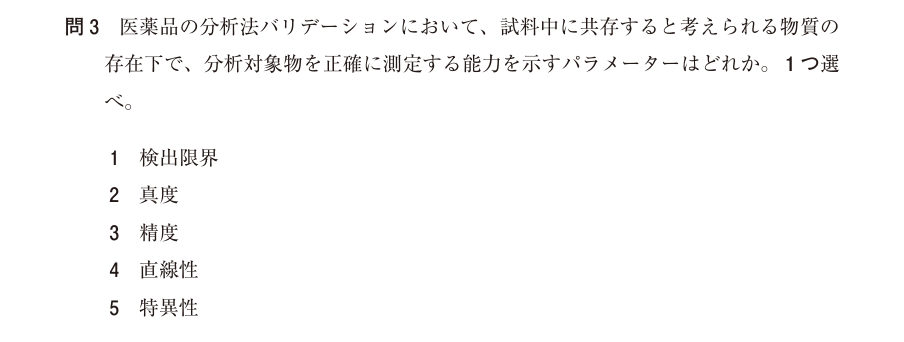 問3 医薬品の分析法バリデーションにおいて、試料中に共存すると考えられる物質の
存在下で、分析対象物を正確に測定する能力を示すパラメーターはどれか。1つ選
べ。
1 検出限界
2 真度
3 精度
4 直線性
5 特異性